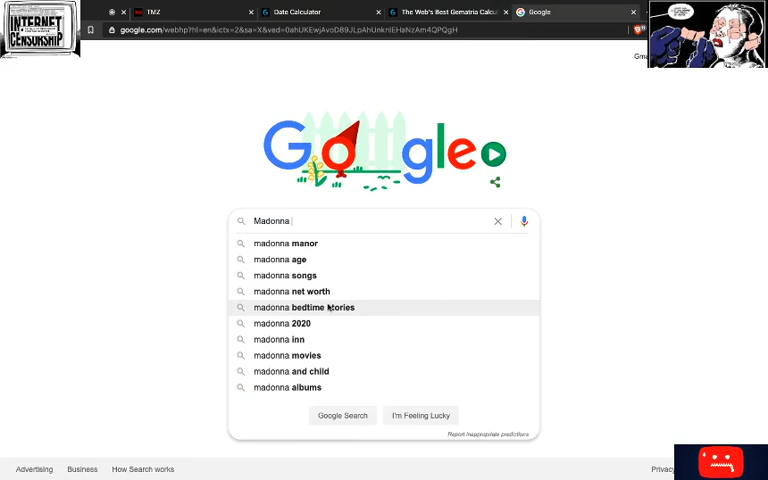 INTERNET
CENSORSHIP
TMZ
Date Calculator
The Web's Best Gematria Calcu
Google
google.com/webhp?hl=en&ictx=2&sa=X&ved=0ahUKEwjAvoD89JLpAhUnknIEHaNzAm4QPQgH
Gma
Google
Madonna
madonna manor
madonna age
madonna songs
madonna net worth
madonna bedtime stories
madonna 2020
madonna inn
madonna movies
madonna and child
madonna albums
Google Search
I'm Feeling Lucky
Report inappropriate predictions
Advertising
Business
How Search works
Privacy